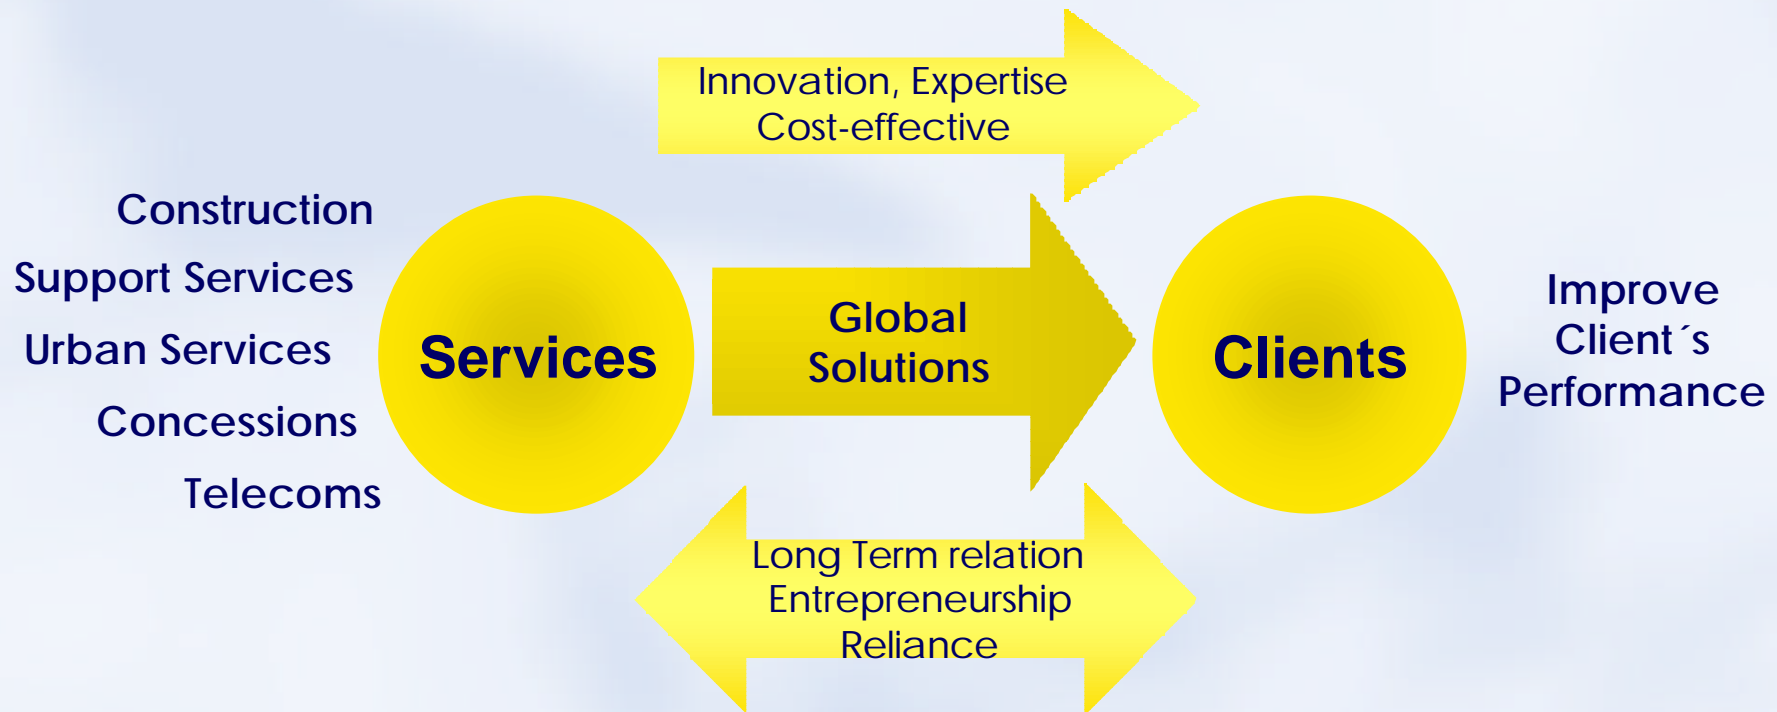 Innovation, Expertise
Cost-effective
Construction
Support Services
Urban Services
Concessions
Telecoms
Services
Global
Solutions
Clients
Improve
Client´s
Performance
Long Term relation
Entrepreneurship
Reliance